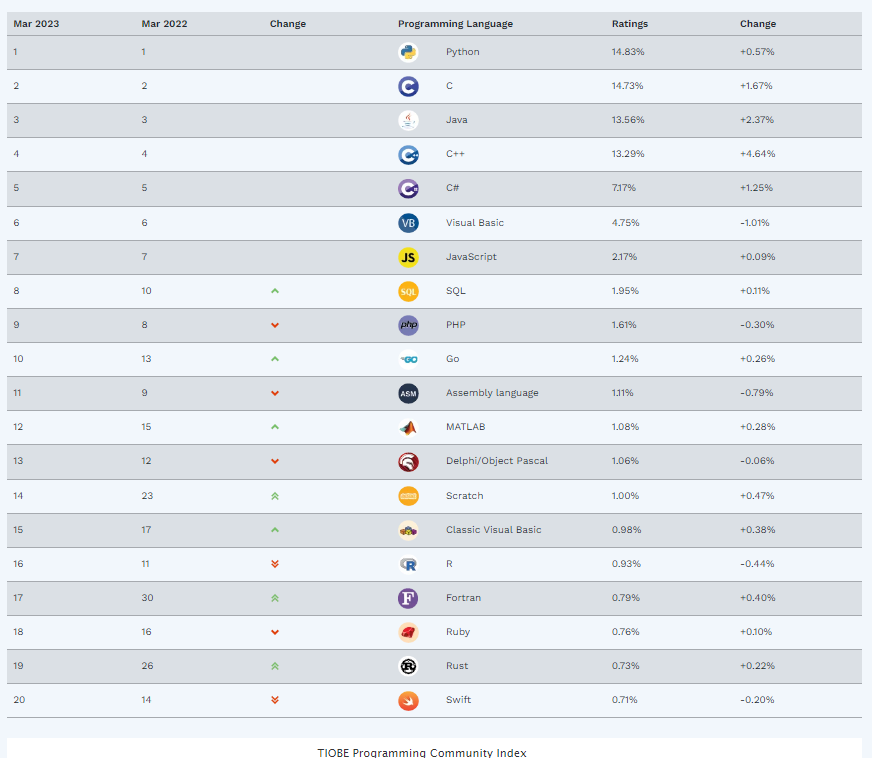 Mar 2023 Mar 2022 Change Programming Language Ratings Change
1 1 Python 14.83% +0.57%
2 2 C C 14.73% +1.67%
3 3 Java 13.56% +2.37%
4 4 C++ C++ 13.29% +4.64%
5 5 C C# 7.17% +1.25%
6 6 VB Visual Basic 4.75% -1.01%
7 7 JS JavaScript 2.17% +0.09%
8 10 SQL SQL 1.95% +0.11%
9 8 php PHP 1.61% -0.30%
10 13 GO Go 1.24% +0.26%
11 9 ASM Assembly language 1.11% -0.79%
12 15 MATLAB 1.08% +0.28%
13 12 Delphi/Object Pascal 1.06% -0.06%
14 23 Scratch 1.00% +0.47%
15 17 Classic Visual Basic 0.98% +0.38%
16 11 R R 0.93% -0.44%
17 30 F Fortran 0.79% +0.40%
18 16 Ruby 0.76% +0.10%
19 26 R Rust 0.73% +0.22%
20 14 Swift 0.71% -0.20%
TIOBE Programming Community Index